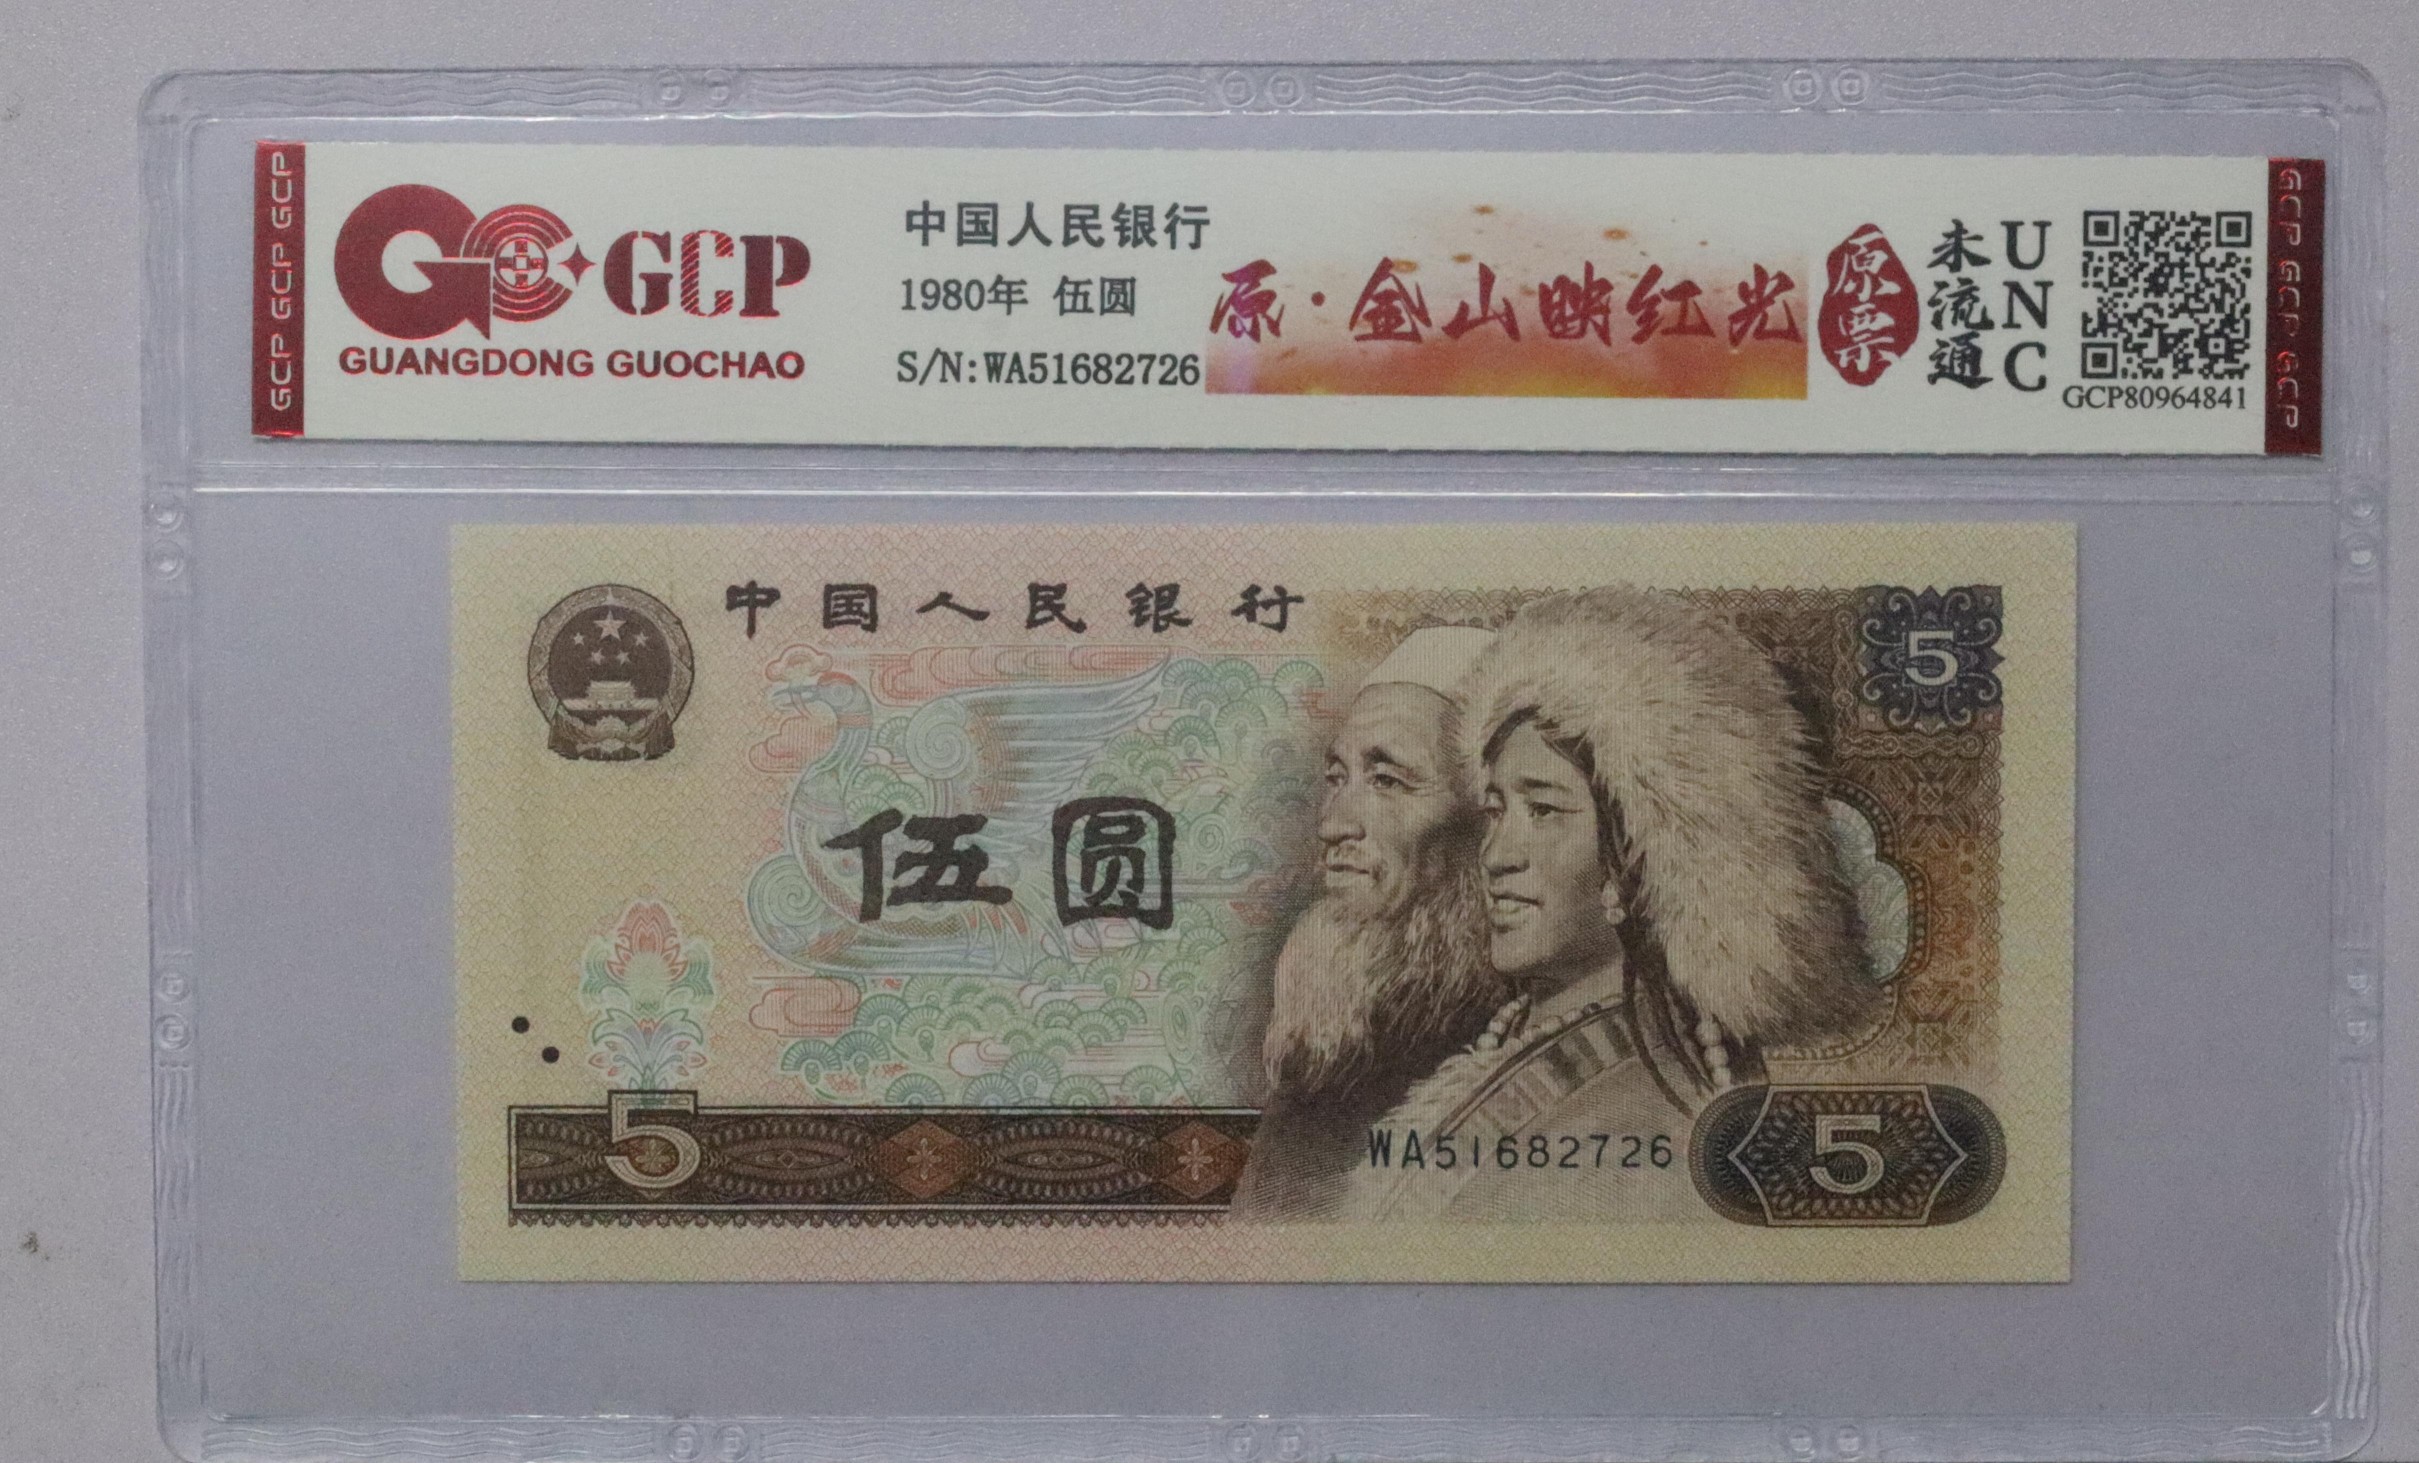 GCP GCP GCP
GCP
GUANGDONG GUOCHAO
中国人民银行
1980年 伍圆
S/N:WA51682726
原·金山映红光
原票
未流通
UNC
GCP80964841
GCP GCP GCP
中国人民银行
5
伍圆
5
WA51682726
5